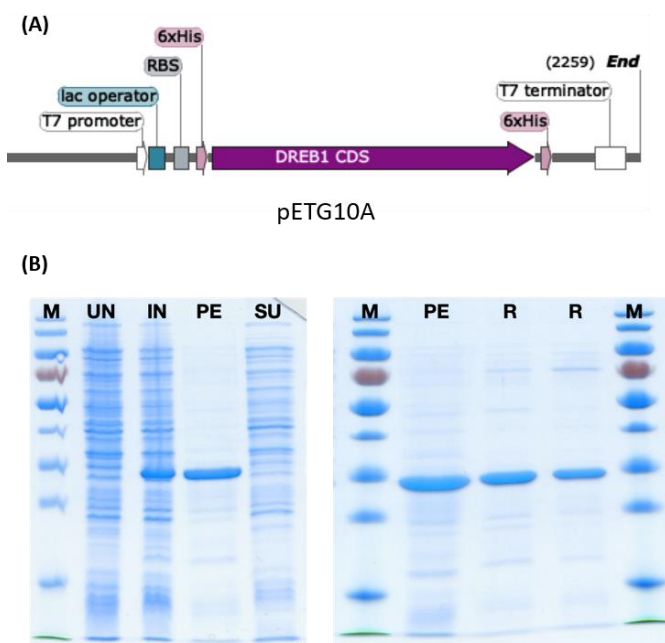 (A)
6xHis
RBS
(2259) End
lac operator
T7 terminator
T7 promoter
6xHis
DREB1 CDS
pETG10A
(B)
M UN IN PE SU
M PE R R M